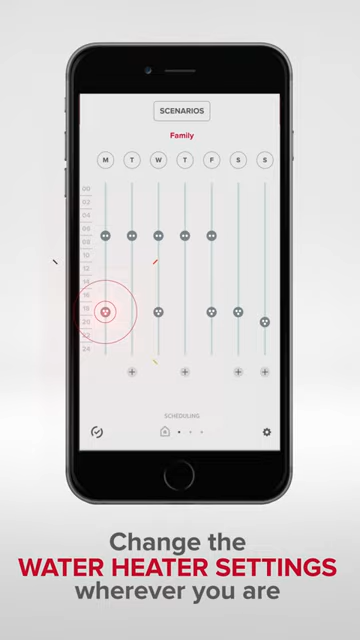 SCENARIOS
Family
M T W T F S S
00
02
04
06
08
10
12
14
16
18
20
22
24
SCHEDULING
Change the
WATER HEATER SETTINGS
wherever you are